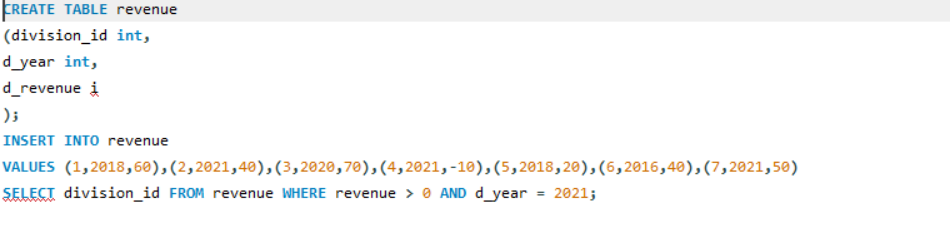 CREATE TABLE revenue
(division_id int,
d_year int,
d_revenue i
);
INSERT INTO revenue
VALUES (1,2018,60),(2,2021,40),(3,2020,70),(4,2021,-10),(5,2018,20),(6,2016,40),(7,2021,50)
SELECT division_id FROM revenue WHERE revenue > 0 AND d_year = 2021;